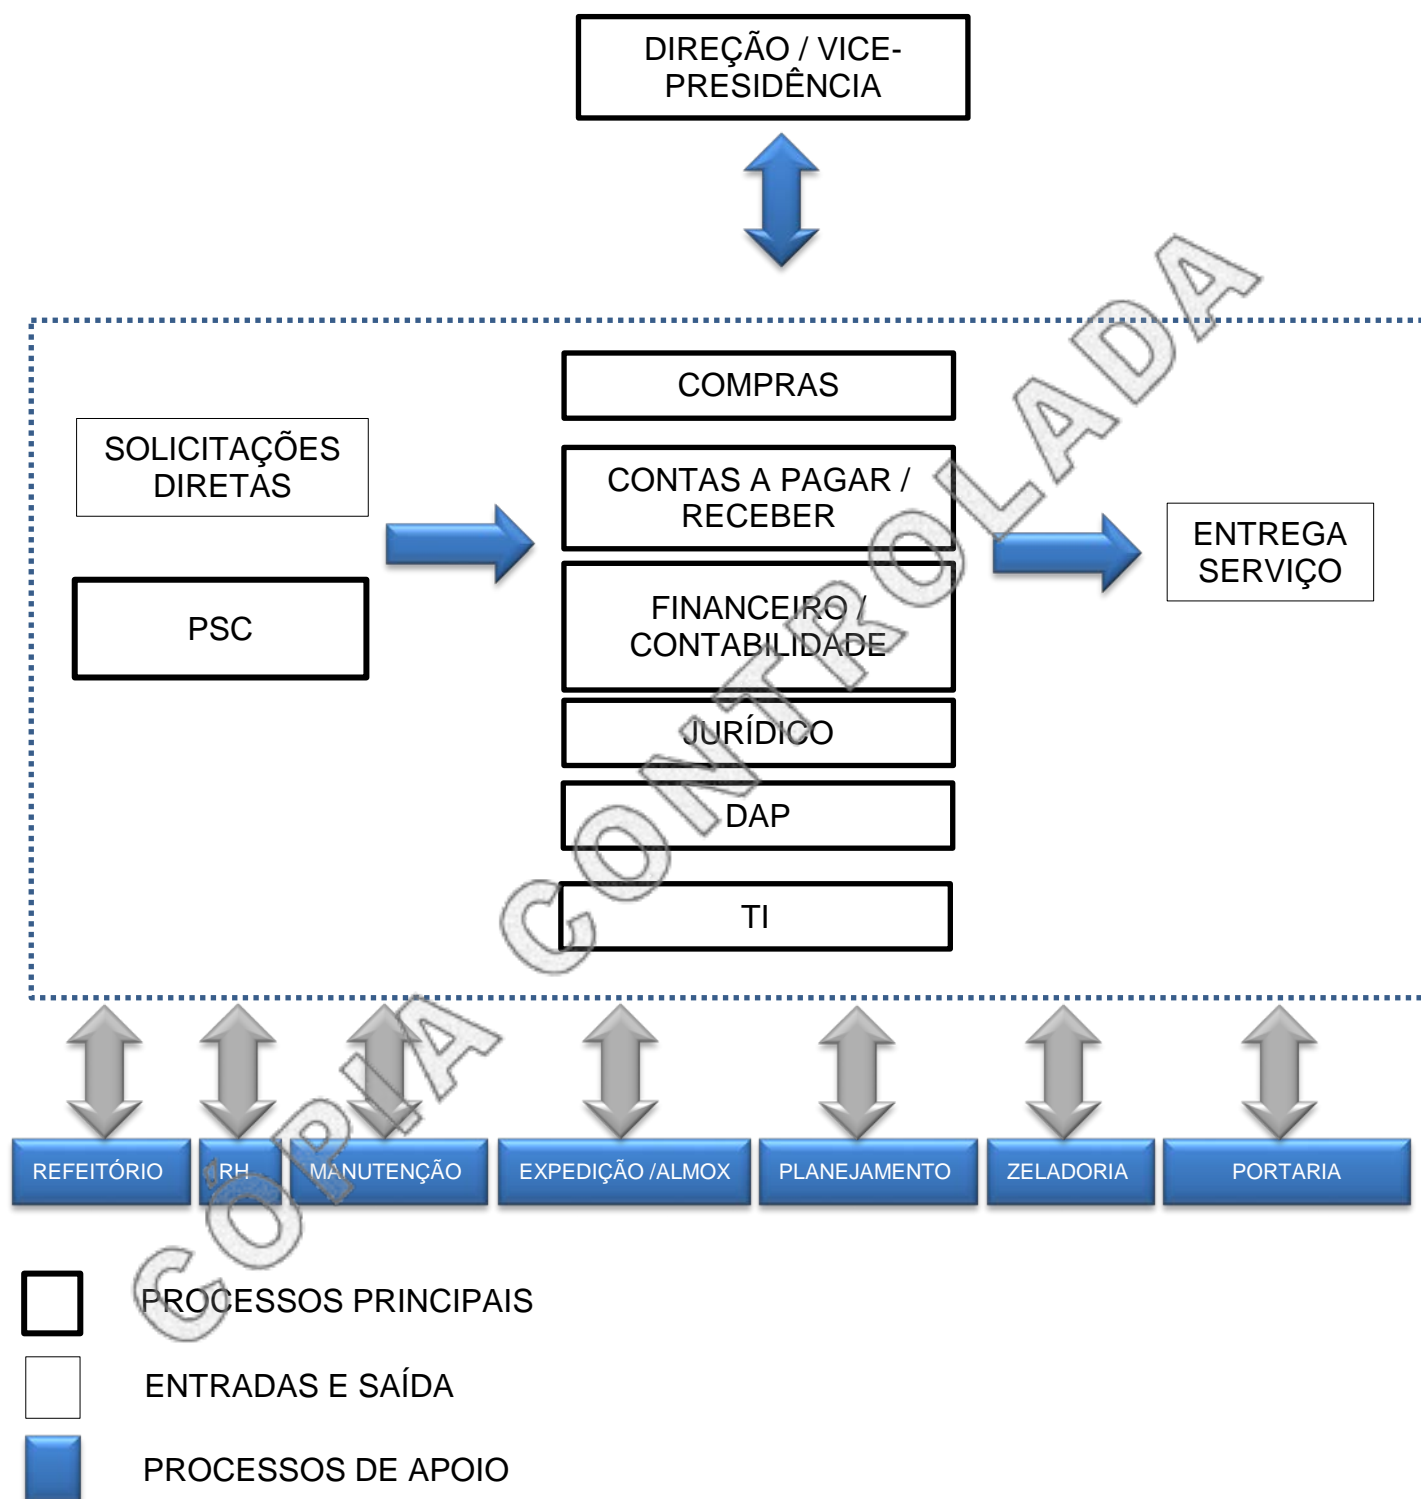 DIREÇÃO / VICE-
PRESIDÊNCIA
COMPRAS
SOLICITAÇÕES
DIRETAS
CONTAS A PAGAR /
RECEBER
ENTREGA
SERVIÇO
PSC
FINANCEIRO /
CONTABILIDADE
JURÍDICO
DAP
TI
REFEITÓRIO
RH
MANUTENÇÃO
EXPEDIÇÃO /ALMOX
PLANEJAMENTO
ZELADORIA
PORTARIA
PROCESSOS PRINCIPAIS
ENTRADAS E SAÍDA
PROCESSOS DE APOIO
CÓPIA CONTROLADA